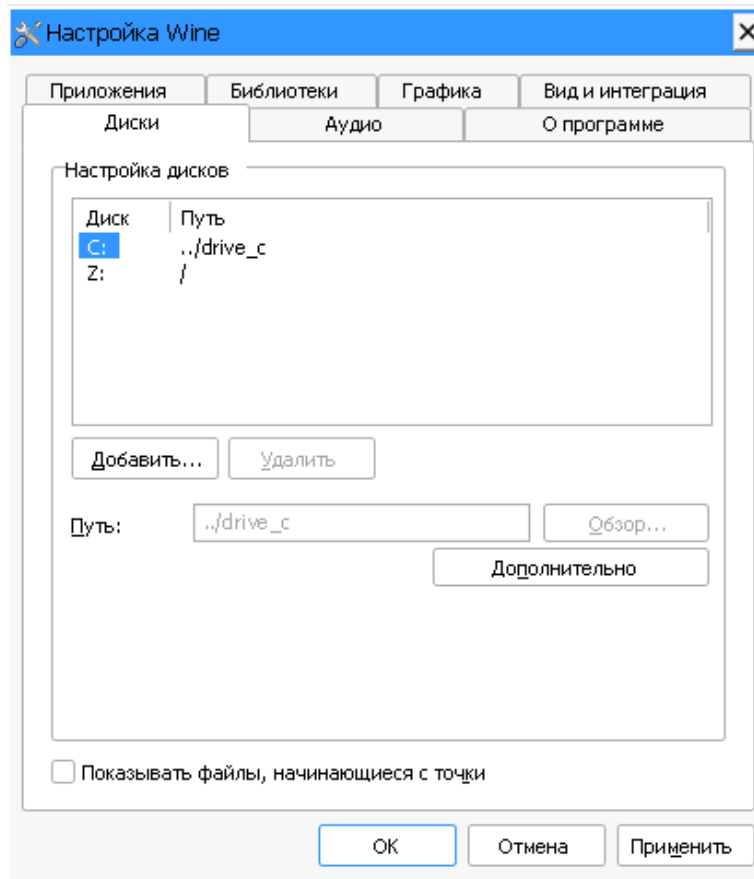 Настройка Wine
Приложения Библиотеки Графика Вид и интеграция
Диски Аудио О программе
Настройка дисков
Диск Путь
C: ../drive_c
Z: /
Добавить... Удалить
Путь: ../drive_c Обзор...
Дополнительно
Показывать файлы, начинающиеся с точки
ОК Отмена Применить